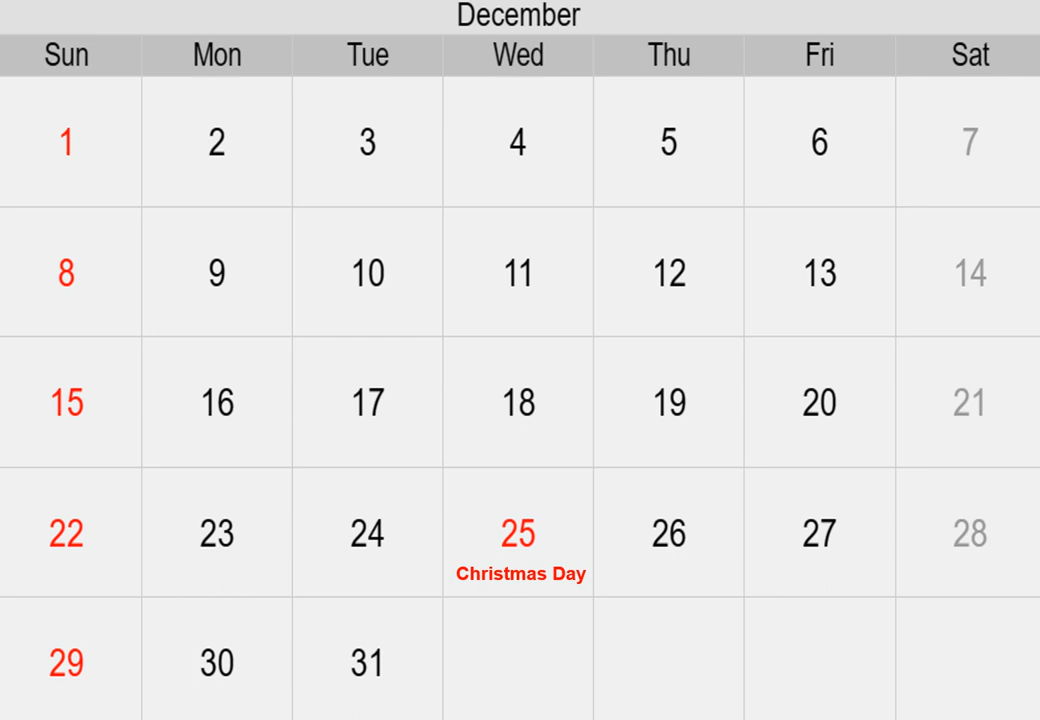 December
Sun Mon Tue Wed Thu Fri Sat
1 2 3 4 5 6 7
8 9 10 11 12 13 14
15 16 17 18 19 20 21
22 23 24 25 26 27 28
Christmas Day
29 30 31